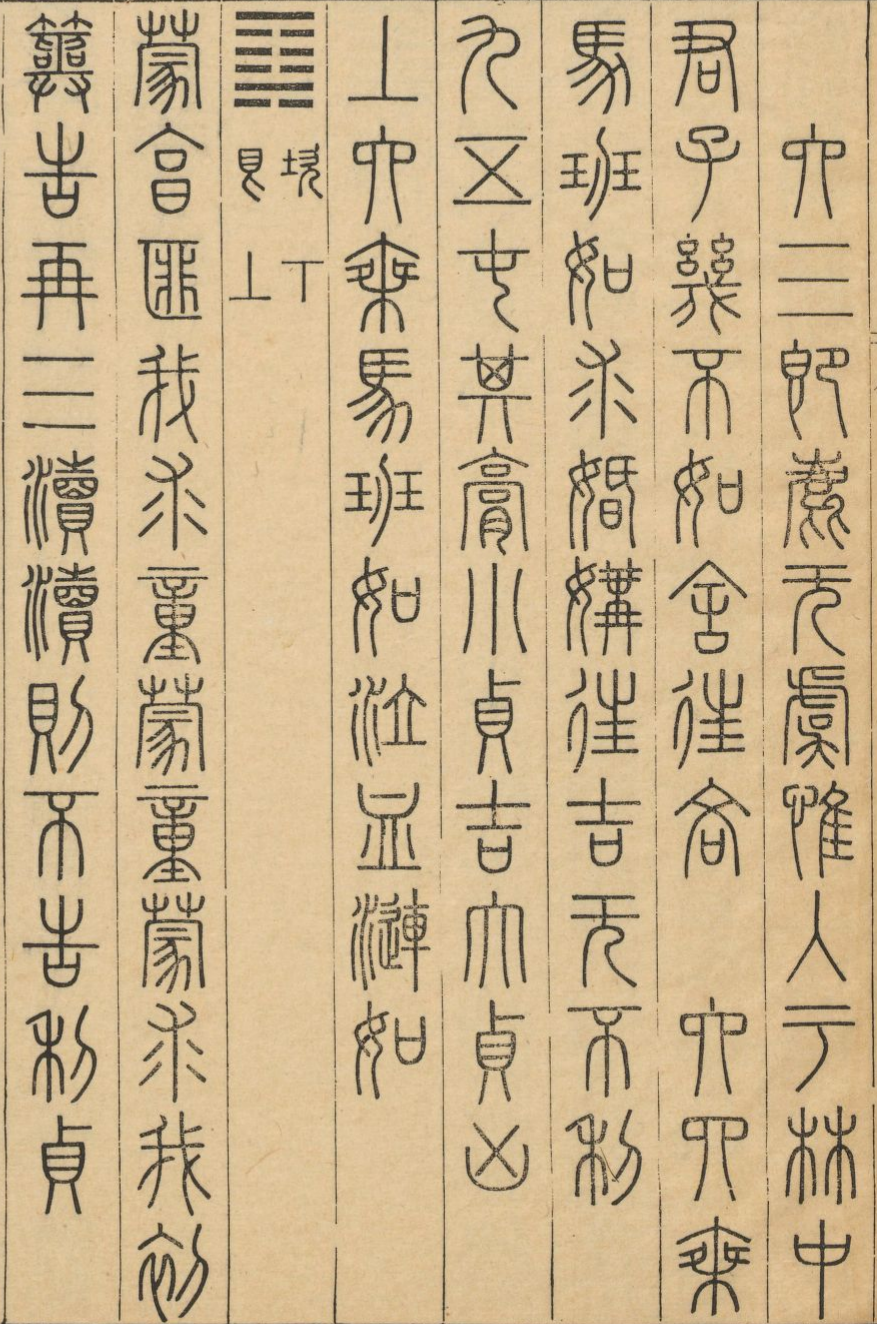 六三即鹿无虞惟入于林中
君子幾不如舍往吝 六四乘
馬班如求婚媾往吉无不利
九五屯其膏小貞吉大貞凶
上六乘馬班如泣血漣如
䷃ 坎下 艮上
蒙亨匪我求童蒙童蒙求我初
筮告再三瀆瀆則不告利貞